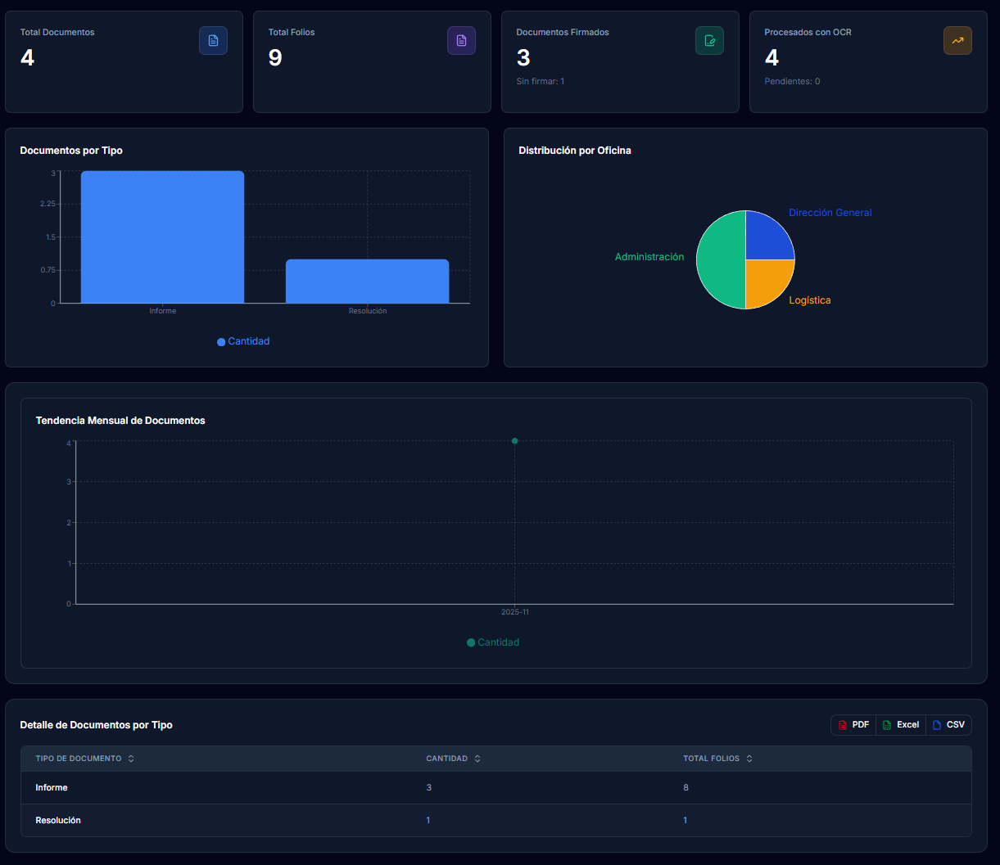 Total Documentos
4
Total Folios
9
Documentos Firmados
3
Sin firmar: 1
Procesados con OCR
4
Pendientes: 0
Documentos por Tipo
3
2.25
1.5
0.75
0
Informe Resolución
Cantidad
Distribución por Oficina
Dirección General
Administración
Logística
Tendencia Mensual de Documentos
4
3
2
1
0
2025-11
Cantidad
Detalle de Documentos por Tipo
PDF Excel CSV
TIPO DE DOCUMENTO CANTIDAD TOTAL FOLIOS
Informe 3 8
Resolución 1 1